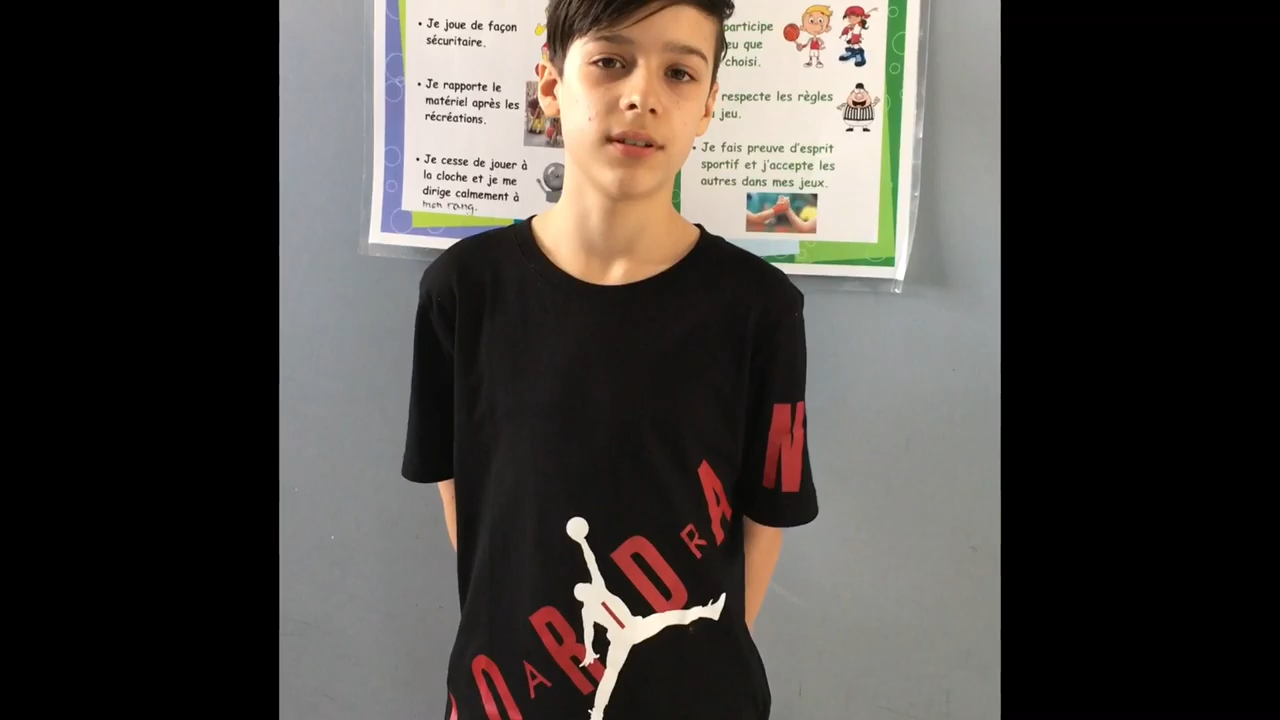 • Je joue de façon
sécuritaire.
• Je rapporte le
matériel après les
récréations.
• Je cesse de jouer à
la cloche et je me
dirige calmement à
mon rang.
participe
eu que
choisi.
respecte les règles
jeu.
• Je fais preuve d'esprit
sportif et j'accepte les
autres dans mes jeux.
JORDAN
AIR